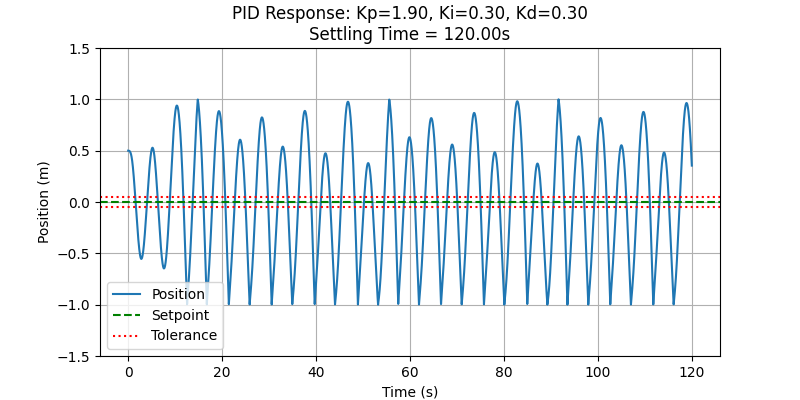 PID Response: Kp=1.90, Ki=0.30, Kd=0.30
Settling Time = 120.00s
1.5
1.0
0.5
0.0
−0.5
−1.0
−1.5
Position (m)
Position
Setpoint
Tolerance
0 20 40 60 80 100 120
Time (s)